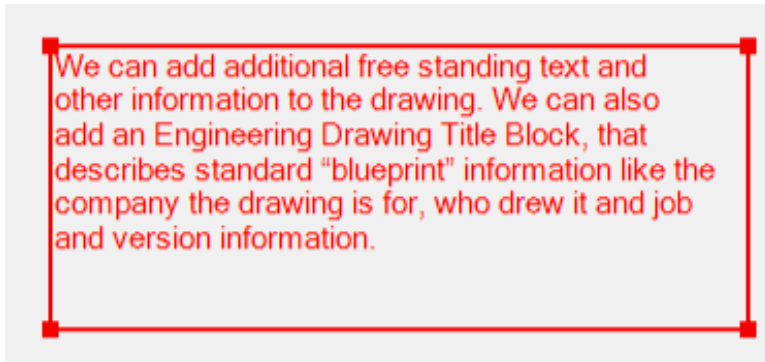 We can add additional free standing text and
other information to the drawing. We can also
add an Engineering Drawing Title Block, that
describes standard “blueprint” information like the
company the drawing is for, who drew it and job
and version information.